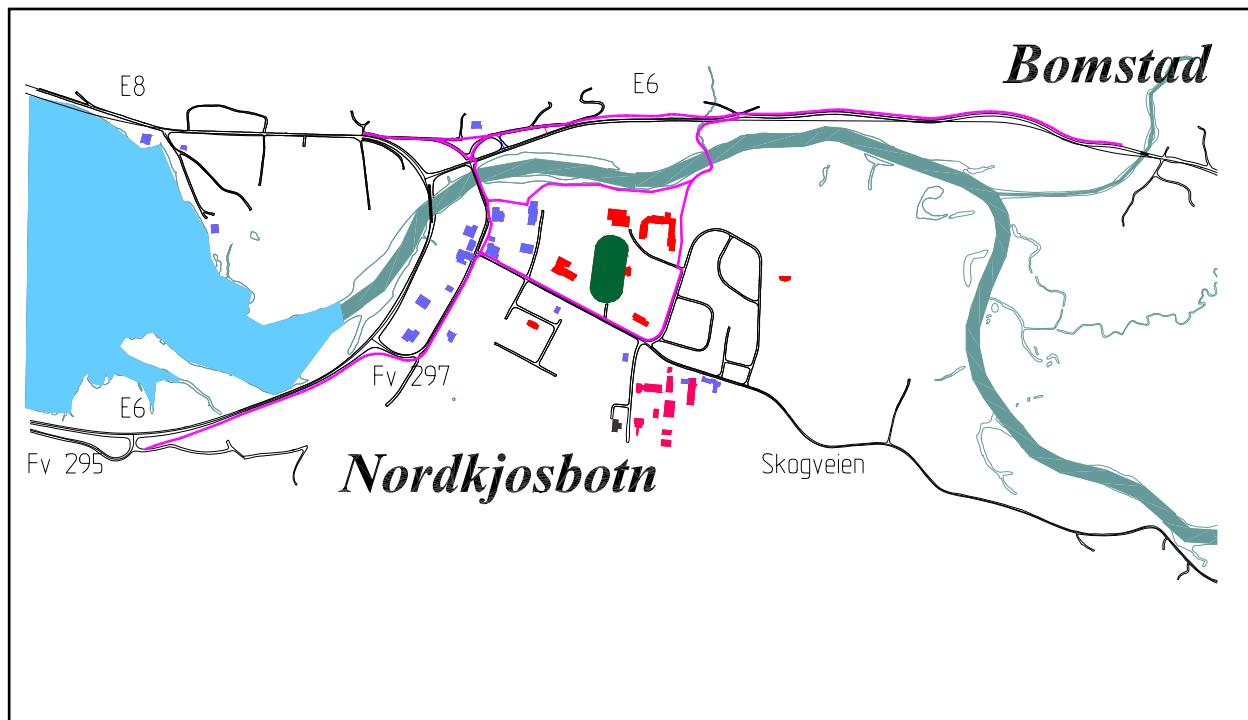 Bomstad
E8
E6
Fv 297
E6
Fv 295
Nordkjosbotn
Skogveien